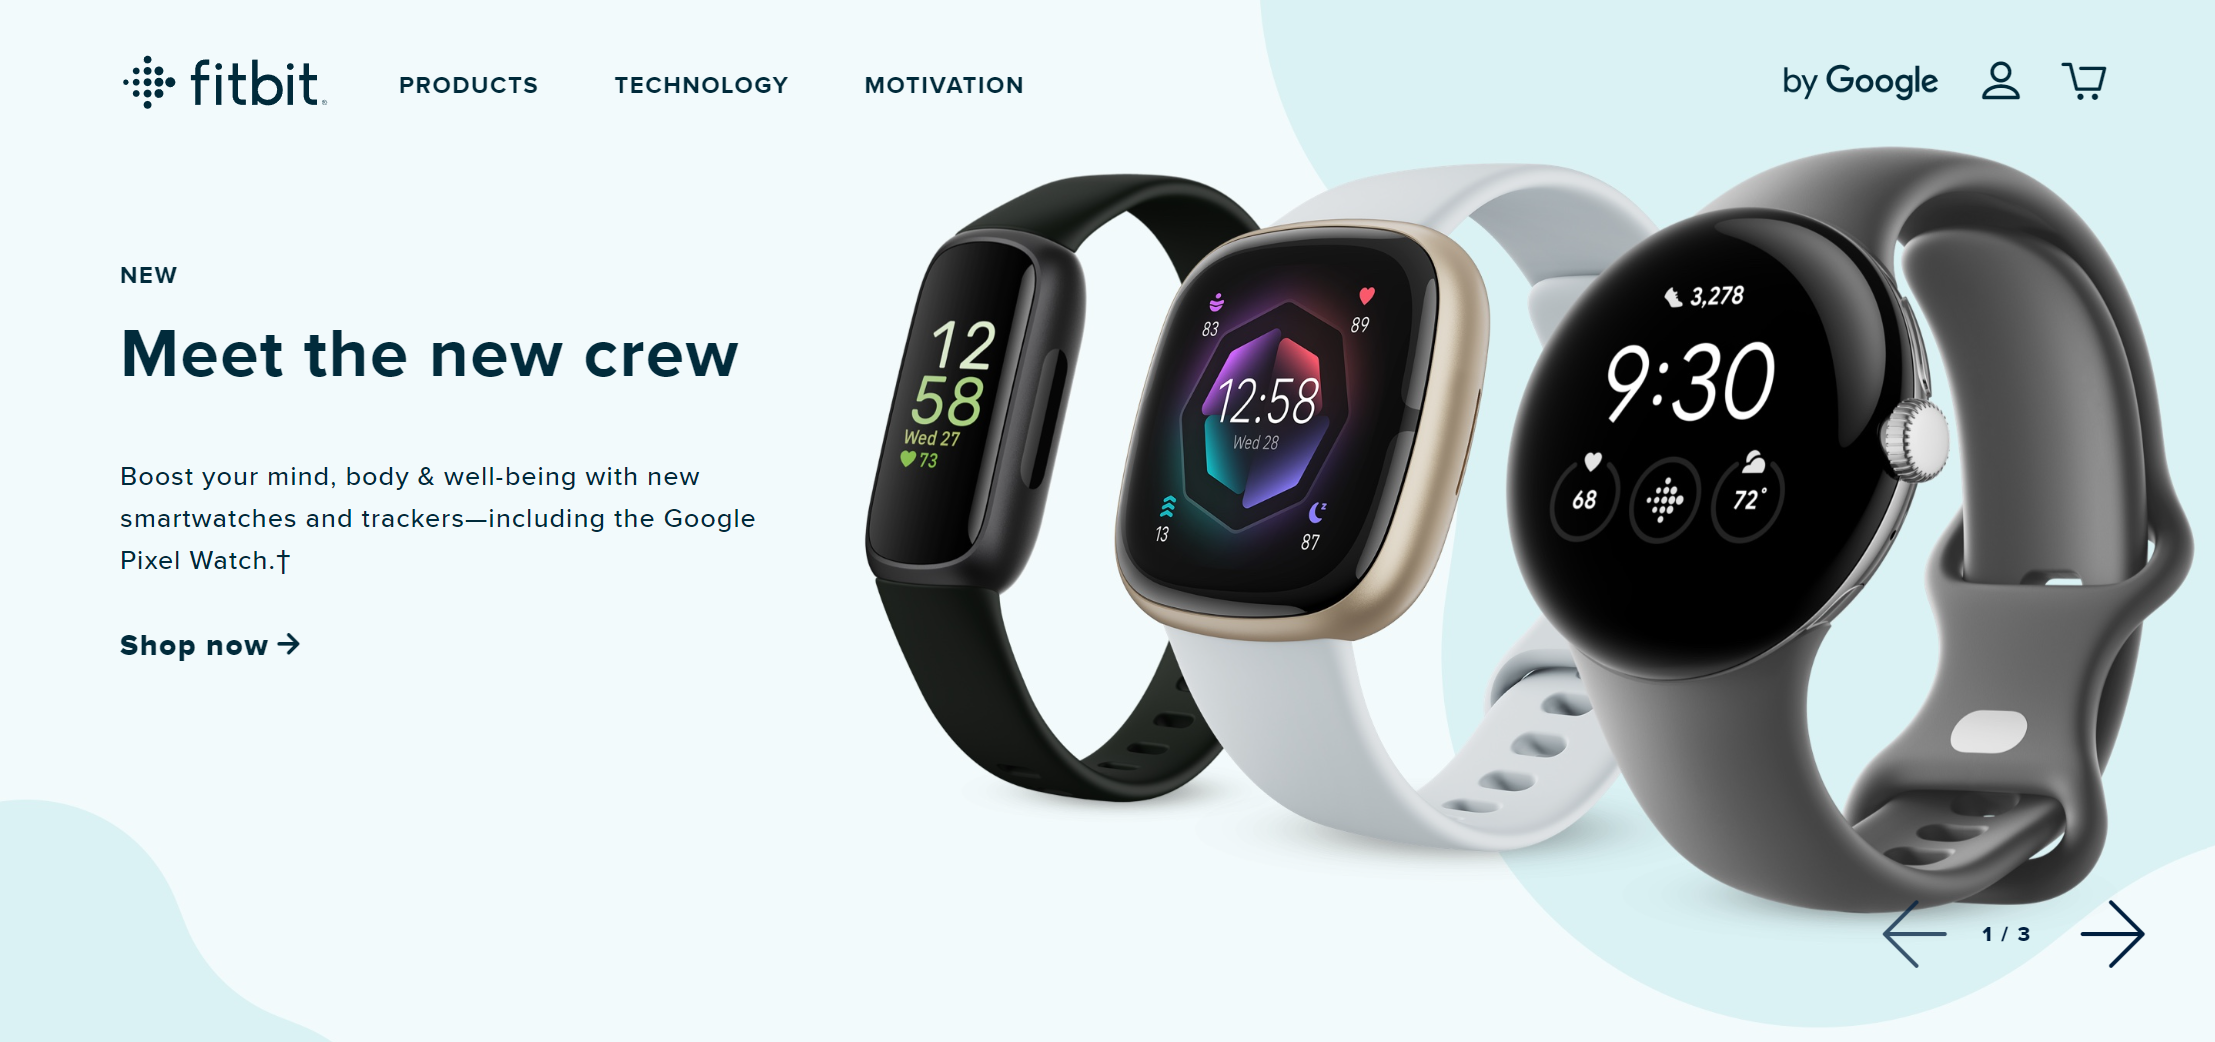 fitbit
PRODUCTS
TECHNOLOGY
MOTIVATION
by Google
NEW
Meet the new crew
Boost your mind, body & well-being with new
smartwatches and trackers—including the Google
Pixel Watch.†
Shop now
12
58
Wed 27
73
83
89
12:58
Wed 28
13
87
3,278
9:30
68
72°
1 / 3